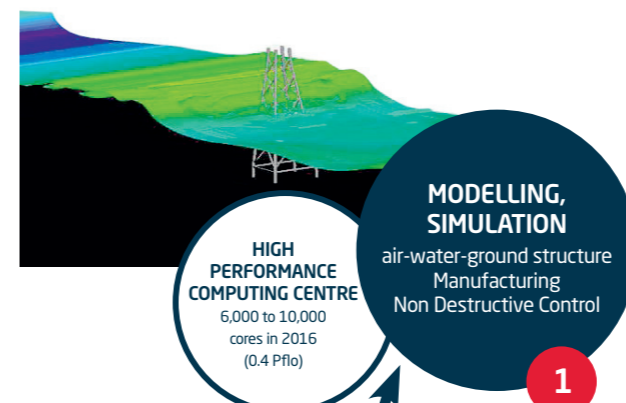 HIGH
PERFORMANCE
COMPUTING CENTRE
6,000 to 10,000
cores in 2016
(0.4 Pflo)
MODELLING,
SIMULATION
air-water-ground structure
Manufacturing
Non Destructive Control
1